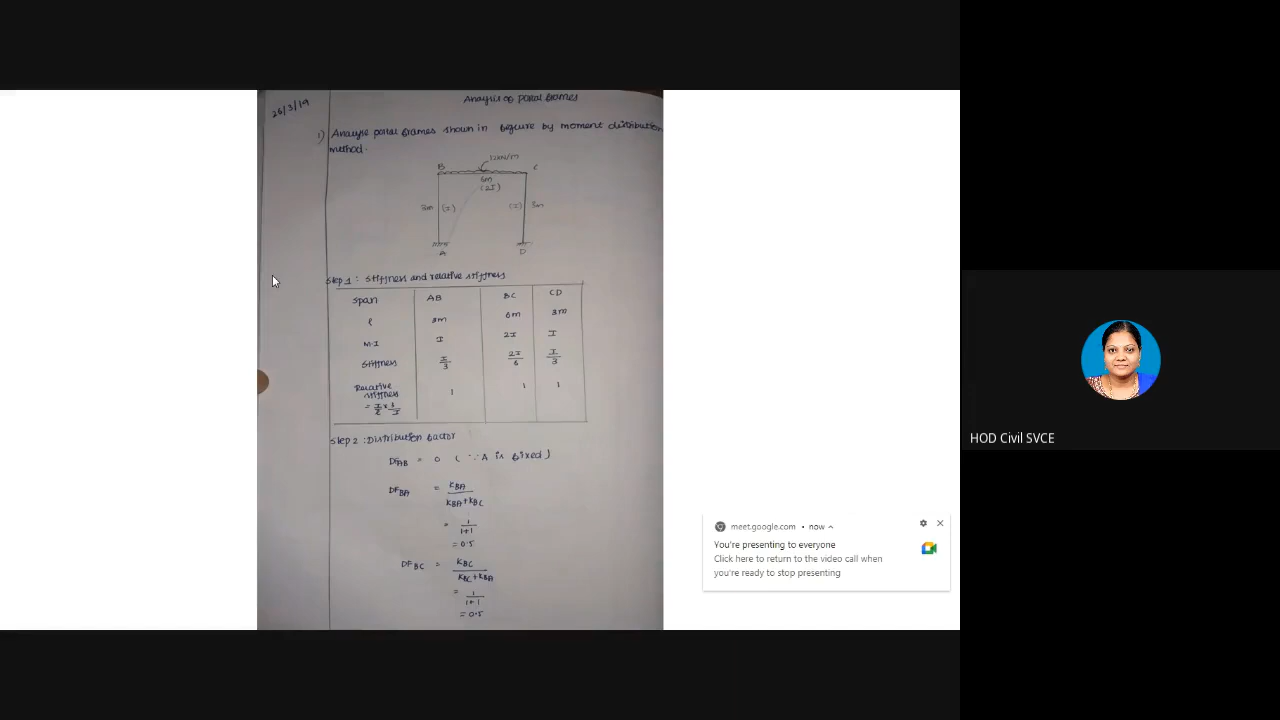 26/3/19
Analysis of portal frames
1) Analyse portal frames shown in figure by moment distribution
method.
12KN/m
B
C
6m
(2I)
3m (I)
(I) 3m
A
D
Step 1 : Stiffness and relative stiffness
Span AB BC CD
l 3m 6m 3m
M.I I 2I I
Stiffness I/3 2I/6 I/3
Relative stiffness 1 1 1
Step 2 : Distribution factor
DFAB = 0 ( ∵ A is fixed )
DFBA = KBA / KBA+KBC
= 1 / 1+1
= 0.5
DFBC = KBC / KBC+KBA
= 1 / 1+1
= 0.5
HOD Civil SVCE
meet.google.com • now
You're presenting to everyone
Click here to return to the video call when
you're ready to stop presenting